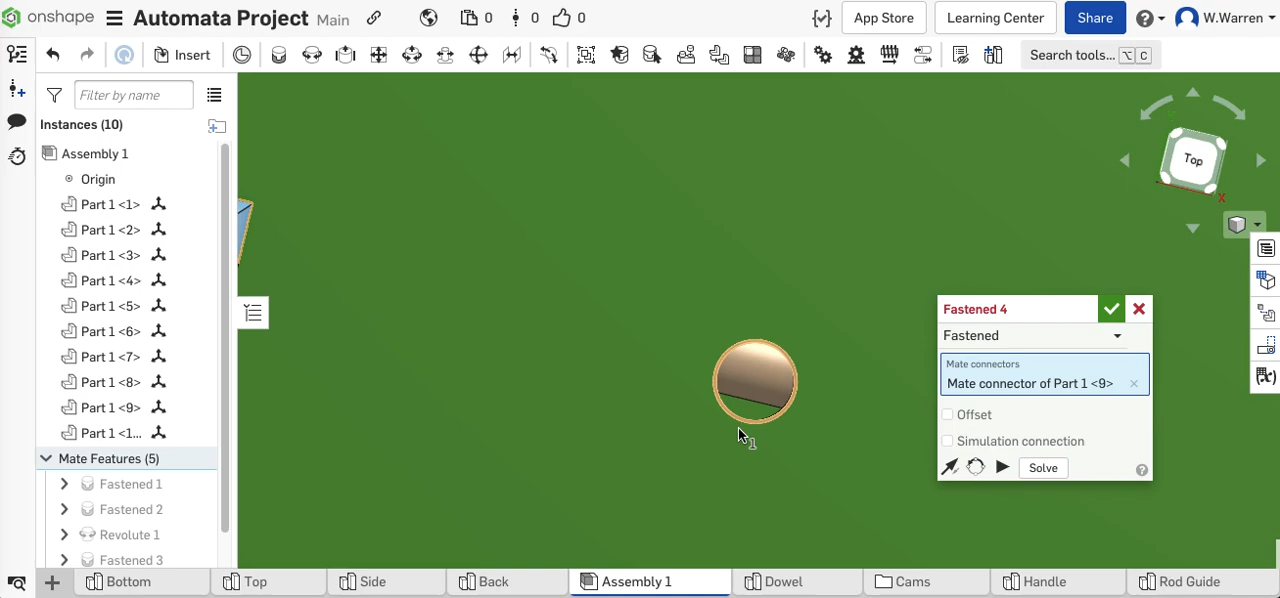 onshape Automata Project Main 0 0 0 App Store Learning Center Share W.Warren
Insert Search tools... ⌥ C
Filter by name
Instances (10)
Assembly 1
Origin
Part 1 <1>
Part 1 <2>
Part 1 <3>
Part 1 <4>
Part 1 <5>
Part 1 <6>
Part 1 <7>
Part 1 <8>
Part 1 <9>
Part 1 <1...
Mate Features (5)
Fastened 1
Fastened 2
Revolute 1
Fastened 3
Top
X
1
Fastened 4
Fastened
Mate connectors
Mate connector of Part 1 <9>
Offset
Simulation connection
Solve
Bottom Top Side Back Assembly 1 Dowel Cams Handle Rod Guide